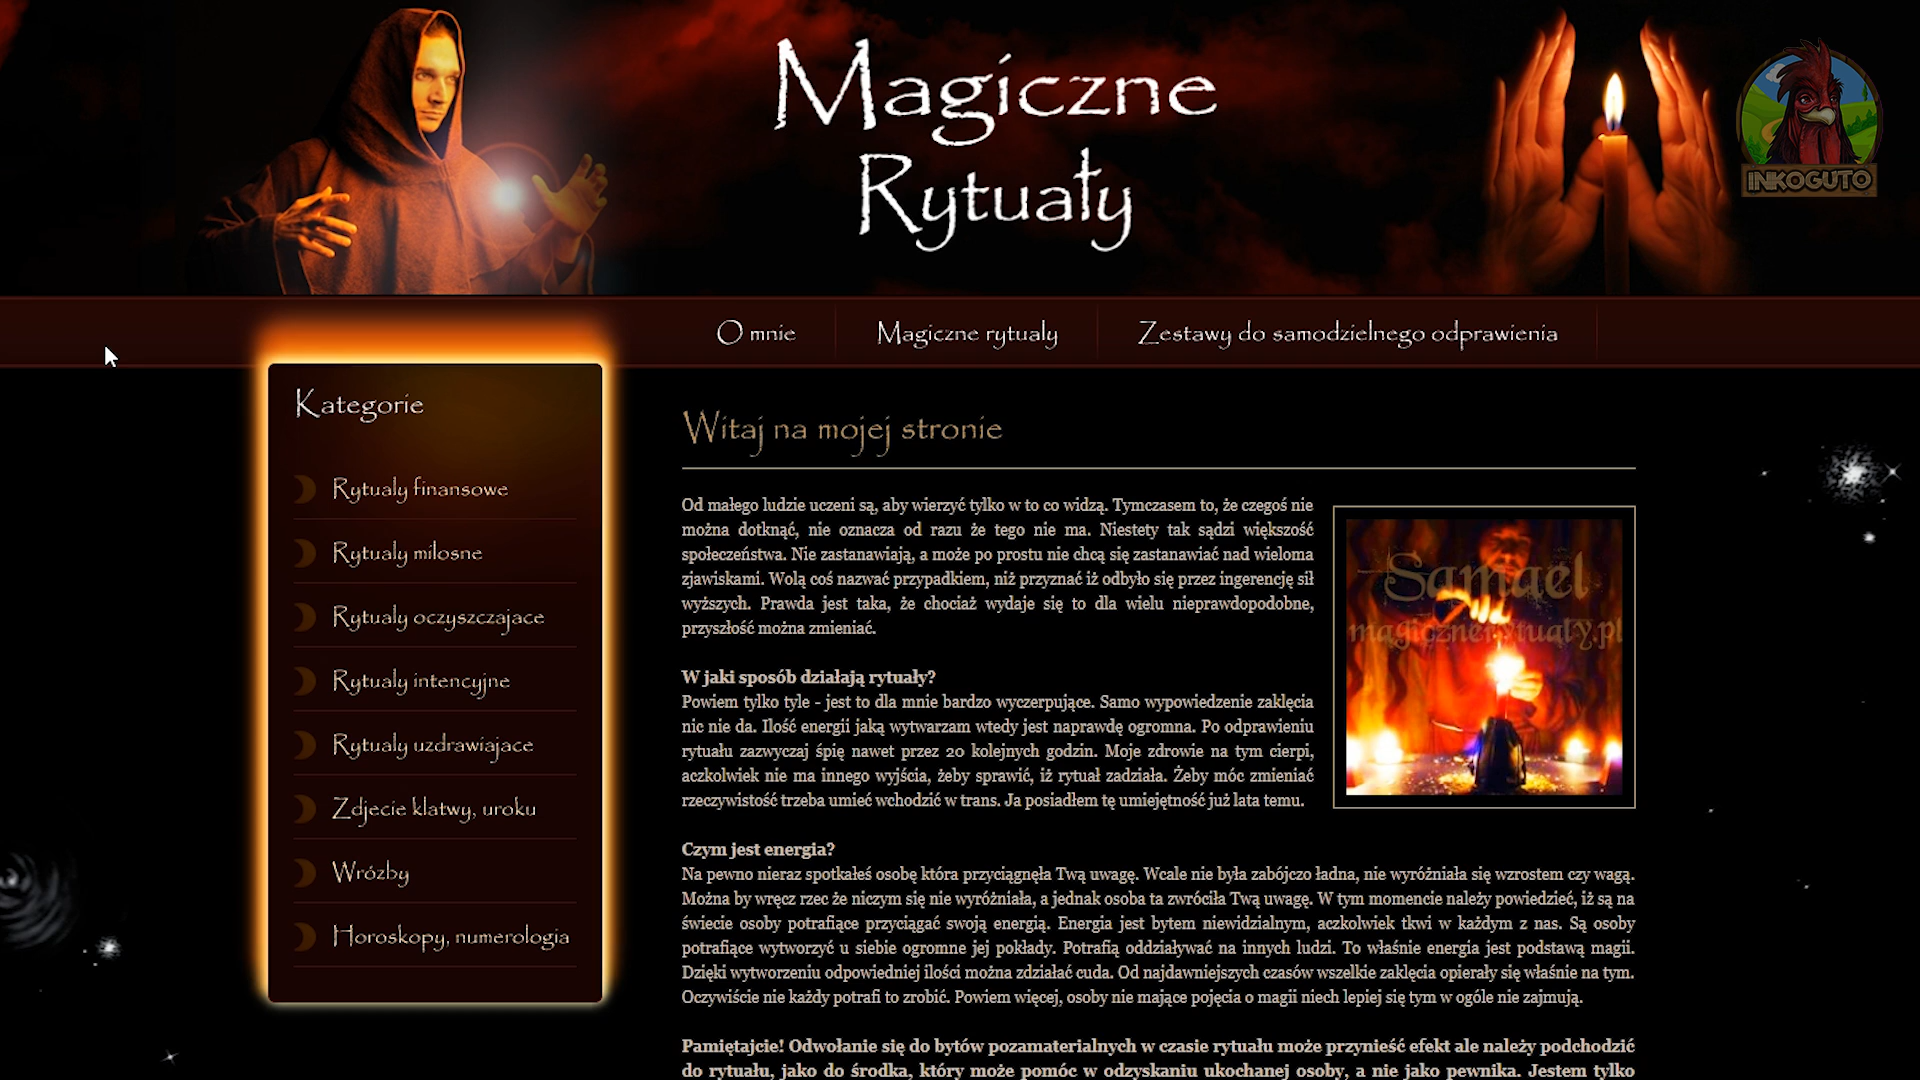 Magiczne
Rytuały
INKOGUTO
O mnie
Magiczne rytualy
Zestawy do samodzielnego odprawienia
Kategorie
Rytualy finansowe
Rytualy milosne
Rytualy oczyszczajace
Rytualy intencyjne
Rytualy uzdrawiajace
Zdjecie klatwy, uroku
Wrózby
Horoskopy, numerologia
Witaj na mojej stronie
Od małego ludzie uczeni są, aby wierzyć tylko w to co widzą. Tymczasem to, że czegoś nie
można dotknąć, nie oznacza od razu że tego nie ma. Niestety tak sądzi większość
społeczeństwa. Nie zastanawiają, a może po prostu nie chcą się zastanawiać nad wieloma
zjawiskami. Wolą coś nazwać przypadkiem, niż przyznać iż odbyło się przez ingerencję sił
wyższych. Prawda jest taka, że chociaż wydaje się to dla wielu nieprawdopodobne,
przyszłość można zmieniać.
Samael
magicznerytualy.pl
W jaki sposób działają rytuały?
Powiem tylko tyle - jest to dla mnie bardzo wyczerpujące. Samo wypowiedzenie zaklęcia
nic nie da. Ilość energii jaką wytwarzam wtedy jest naprawdę ogromna. Po odprawieniu
rytuału zazwyczaj śpię nawet przez 20 kolejnych godzin. Moje zdrowie na tym cierpi,
aczkolwiek nie ma innego wyjścia, żeby sprawić, iż rytuał zadziała. Żeby móc zmieniać
rzeczywistość trzeba umieć wchodzić w trans. Ja posiadłem tę umiejętność już lata temu.
Czym jest energia?
Na pewno nieraz spotkałeś osobę która przyciągnęła Twą uwagę. Wcale nie była zabójczo ładna, nie wyróżniała się wzrostem czy wagą.
Można by wręcz rzec że niczym się nie wyróżniała, a jednak osoba ta zwróciła Twą uwagę. W tym momencie należy powiedzieć, iż są na
świecie osoby potrafiące przyciągać swoją energią. Energia jest bytem niewidzialnym, aczkolwiek tkwi w każdym z nas. Są osoby
potrafiące wytworzyć u siebie ogromne jej pokłady. Potrafią oddziaływać na innych ludzi. To właśnie energia jest podstawą magii.
Dzięki wytworzeniu odpowiedniej ilości można zdziałać cuda. Od najdawniejszych czasów wszelkie zaklęcia opierały się właśnie na tym.
Oczywiście nie każdy potrafi to zrobić. Powiem więcej, osoby nie mające pojęcia o magii niech lepiej się tym w ogóle nie zajmują.
Pamiętajcie! Odwołanie się do bytów pozamaterialnych w czasie rytuału może przynieść efekt ale należy podchodzić
do rytuału, jako do środka, który może pomóc w odzyskaniu ukochanej osoby, a nie jako pewnika. Jestem tylko